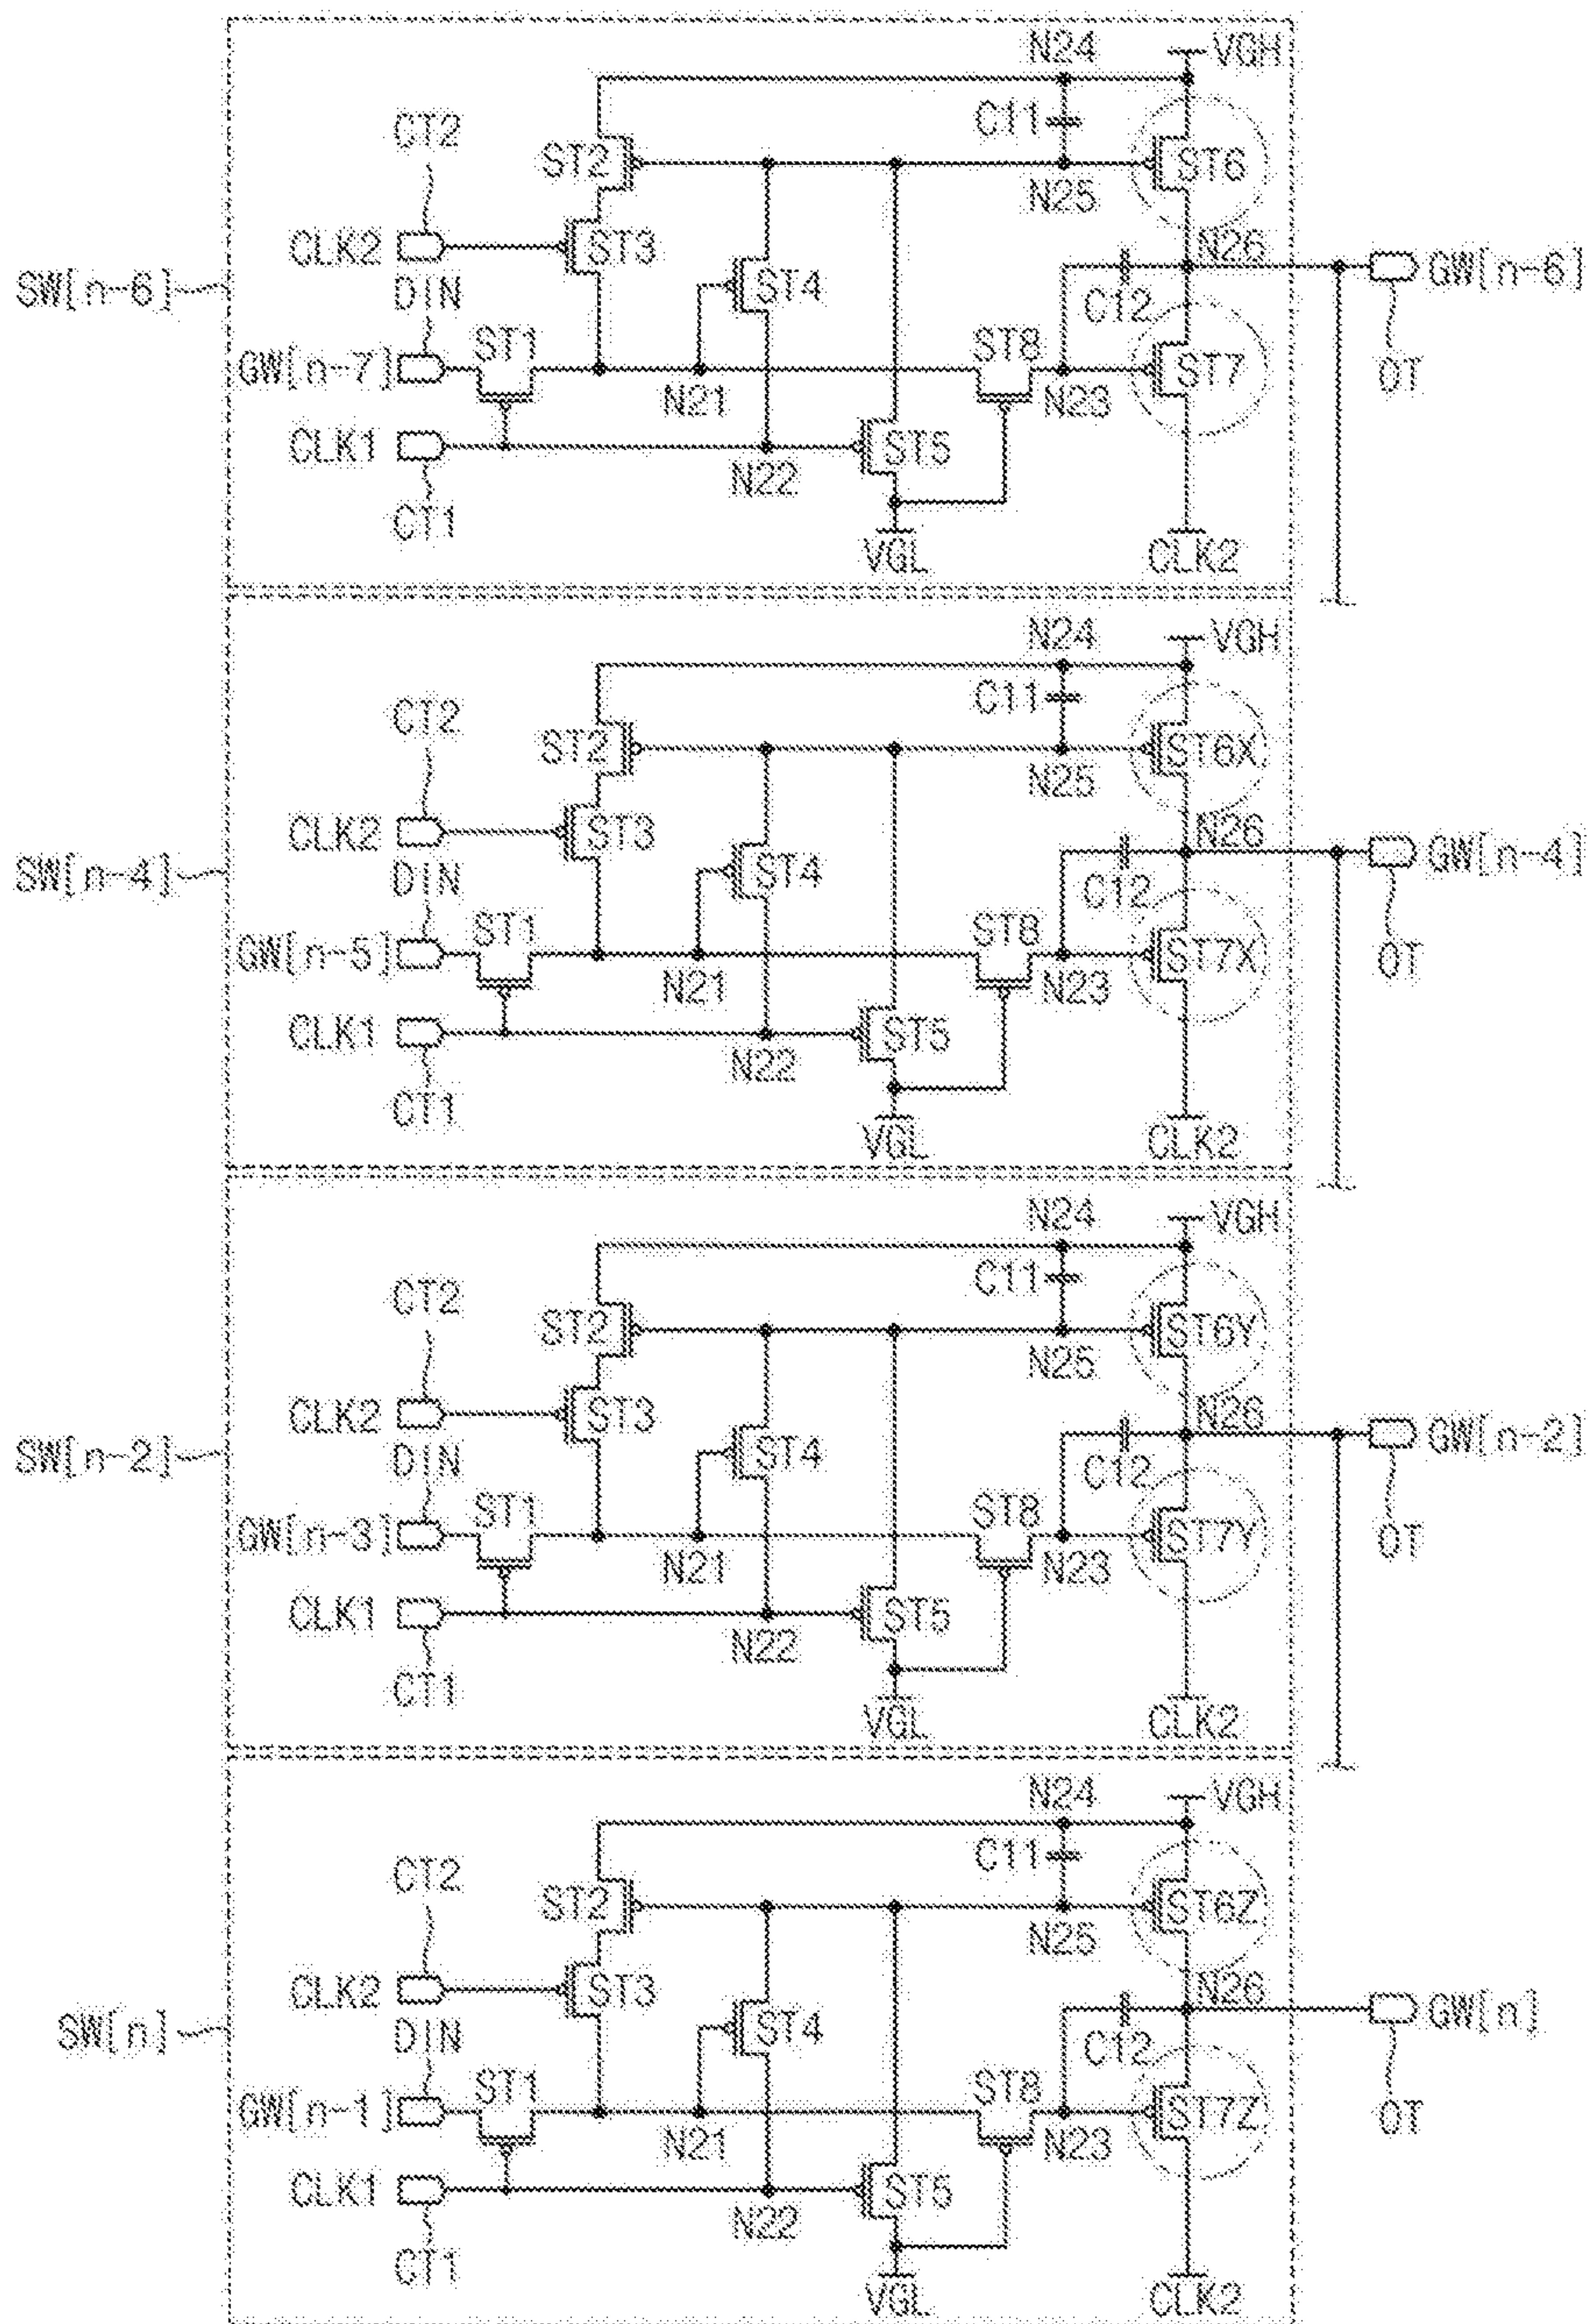 N24 VGH
C11
CT2
ST2 ST6
N25
CLK2 ST3 N26
SW[n-6] DIN ST4 C12 GW[n-6]
GW[n-7] ST1 ST8 ST7 OT
N21 N23
CLK1 ST5
N22
CT1
VGL CLK2
N24 VGH
C11
CT2
ST2 ST6X
N25
CLK2 ST3 N26
SW[n-4] DIN ST4 C12 GW[n-4]
GW[n-5] ST1 ST8 ST7X OT
N21 N23
CLK1 ST5
N22
CT1
VGL CLK2
N24 VGH
C11
CT2
ST2 ST6Y
N25
CLK2 ST3 N26
SW[n-2] DIN ST4 C12 GW[n-2]
GW[n-3] ST1 ST8 ST7Y OT
N21 N23
CLK1 ST5
N22
CT1
VGL CLK2
N24 VGH
C11
CT2
ST2 ST6Z
N25
CLK2 ST3 N26
SW[n] DIN ST4 C12 GW[n]
GW[n-1] ST1 ST8 ST7Z OT
N21 N23
CLK1 ST5
N22
CT1
VGL CLK2